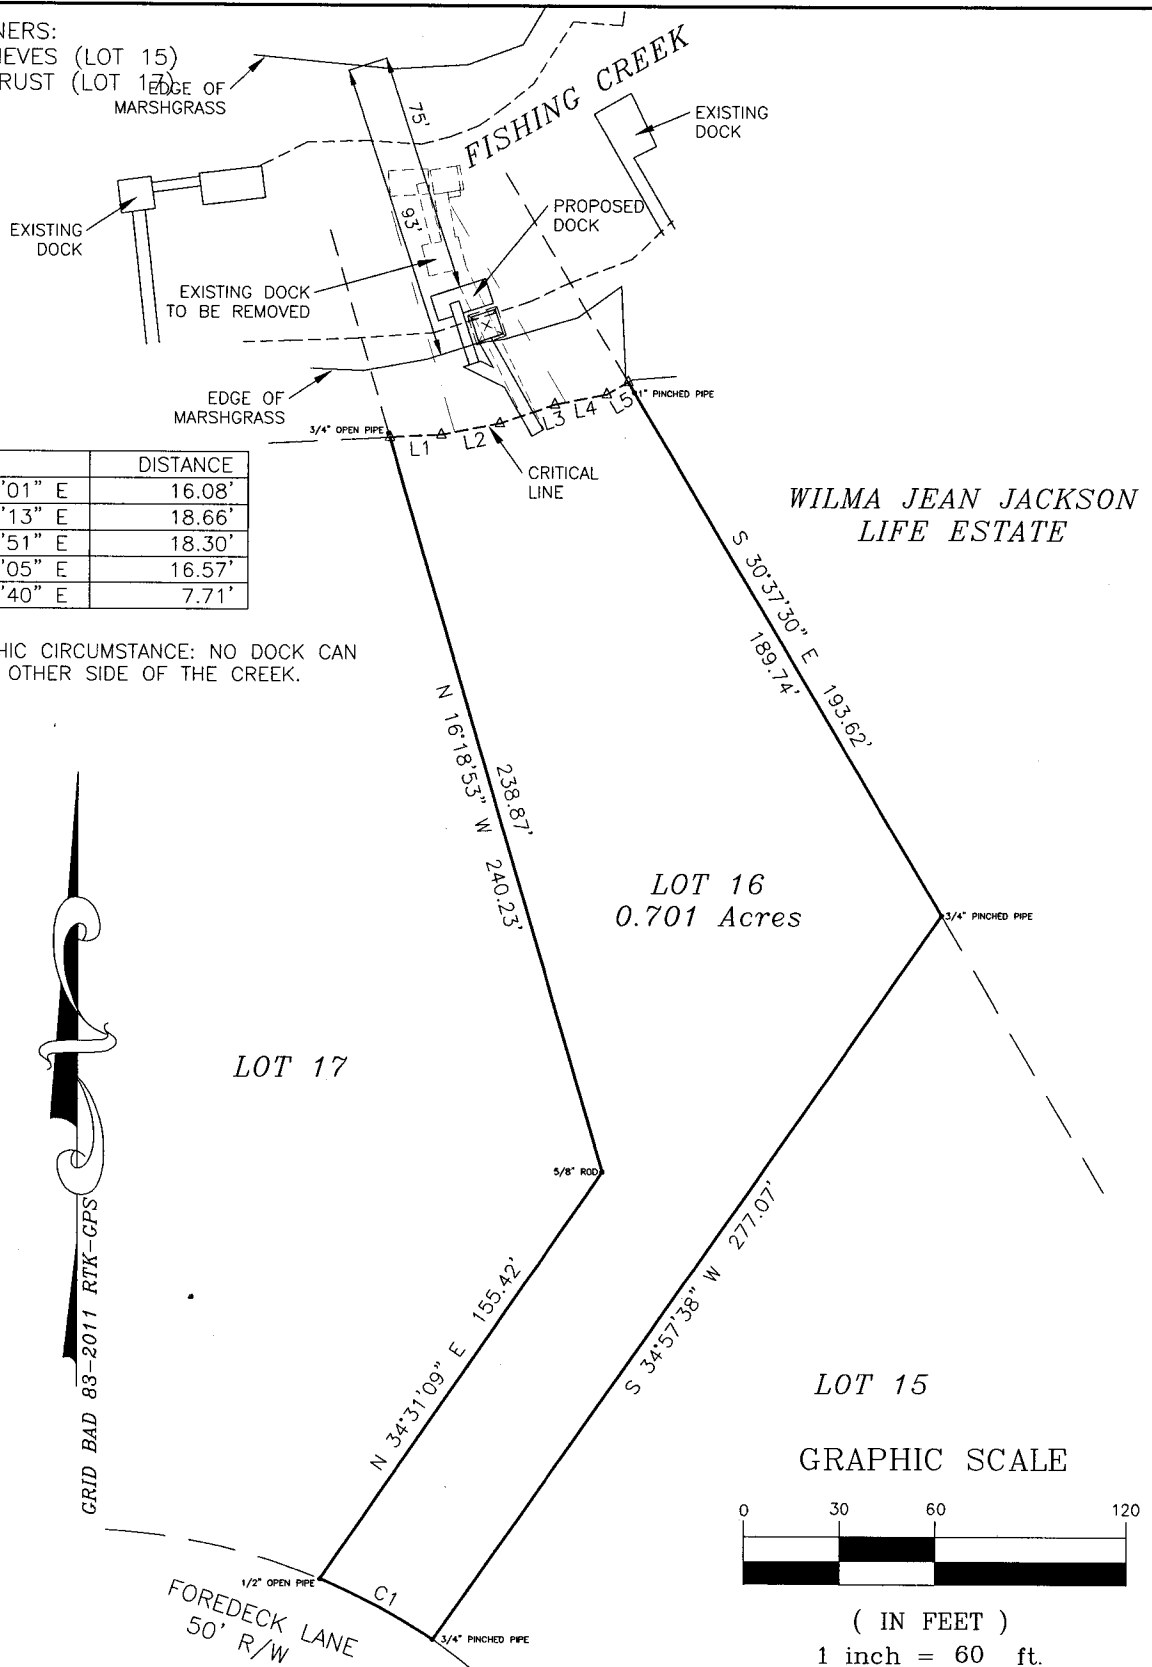 NERS:
IEVES (LOT 15)
RUST (LOT 17)
EDGE OF
MARSHGRASS
75'
FISHING CREEK
EXISTING
DOCK
93'
PROPOSED
DOCK
EXISTING
DOCK
EXISTING DOCK
TO BE REMOVED
EDGE OF
MARSHGRASS
3/4" OPEN PIPE
L1
L2
L3
L4
L5
1" PINCHED PIPE
CRITICAL
LINE
DISTANCE
'01" E 16.08'
'13" E 18.66'
'51" E 18.30'
'05" E 16.57'
'40" E 7.71'
WILMA JEAN JACKSON
LIFE ESTATE
HIC CIRCUMSTANCE: NO DOCK CAN
OTHER SIDE OF THE CREEK.
S 30°37'30" E 193.62'
189.74'
238.87'
N 16°18'53" W 240.23'
LOT 16
0.701 Acres
3/4" PINCHED PIPE
LOT 17
5/8" ROD
N 34°31'09" E 155.42'
S 34°57'38" W 277.07'
GRID BAD 83-2011 RTK-GPS
LOT 15
GRAPHIC SCALE
0 30 60 120
( IN FEET )
1 inch = 60 ft.
1/2" OPEN PIPE
C1
FOREDECK LANE
50' R/W
3/4" PINCHED PIPE